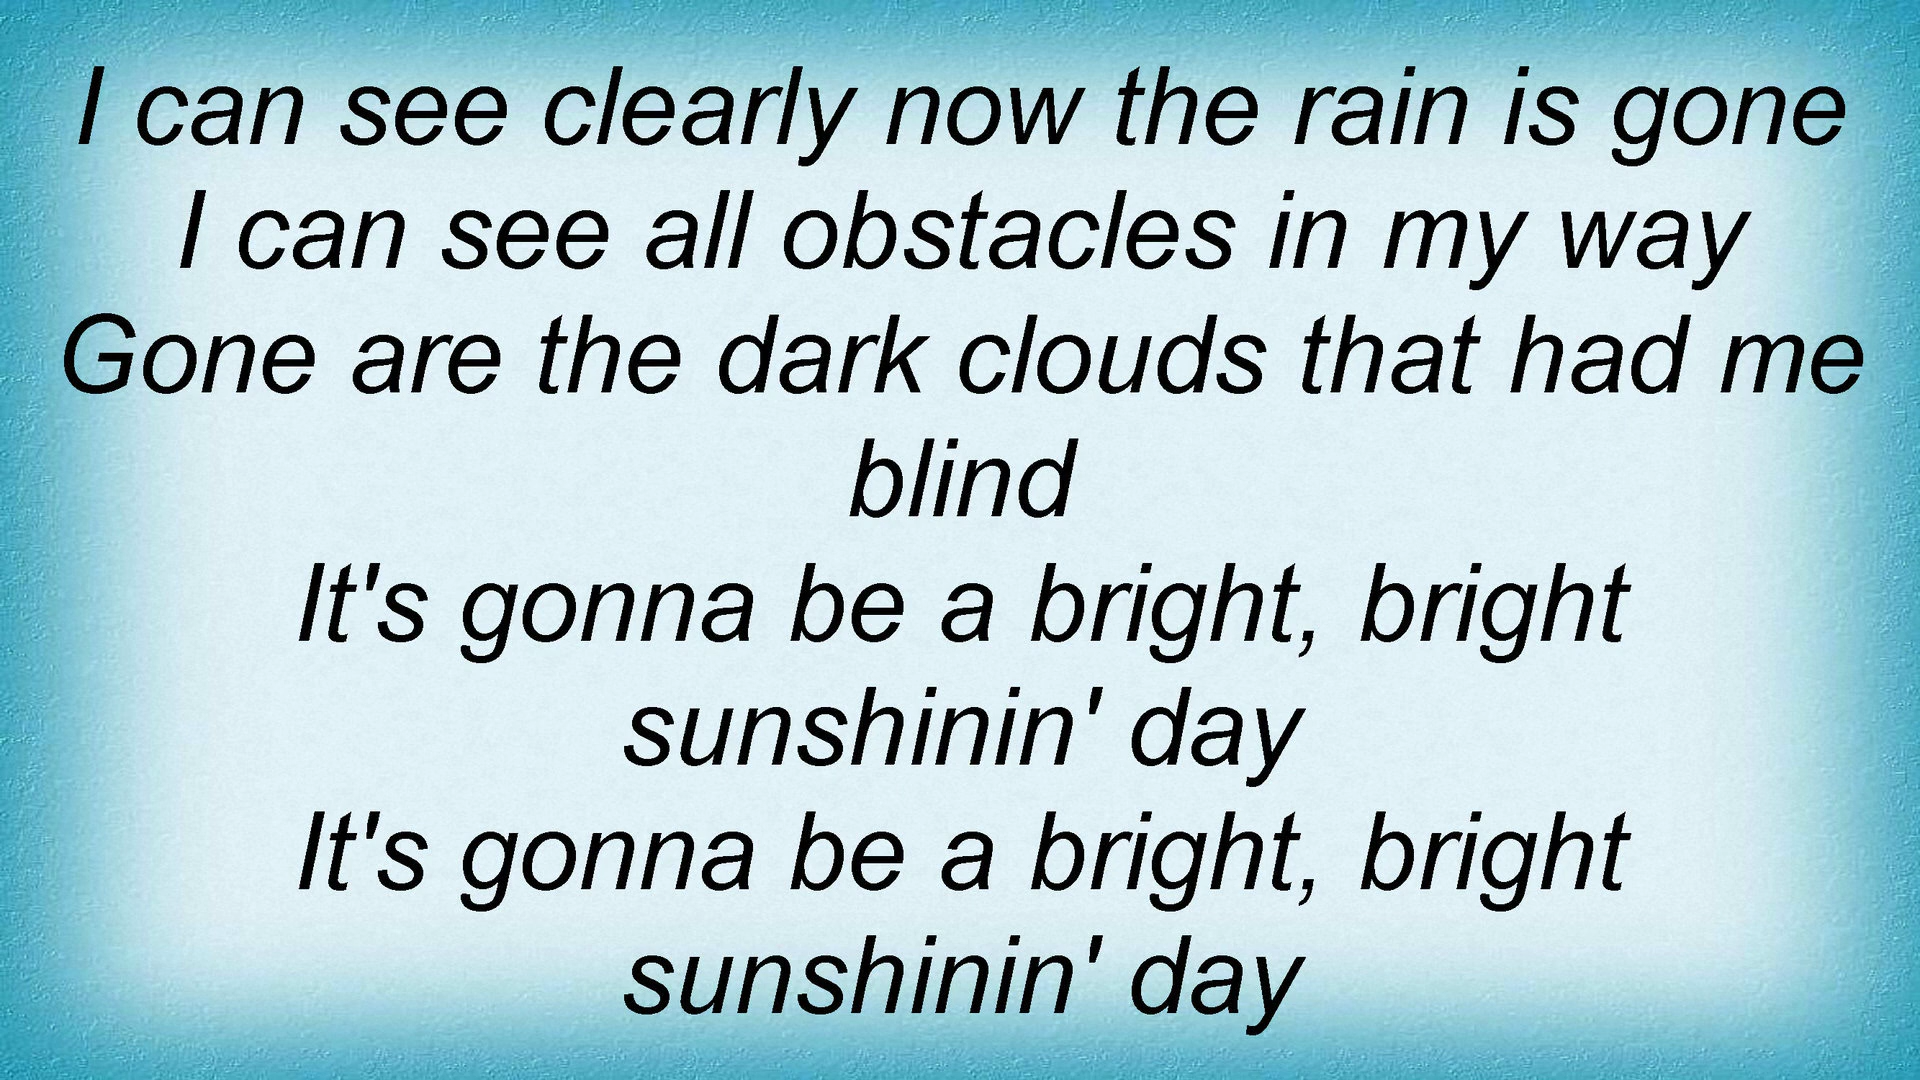 I can see clearly now the rain is gone
I can see all obstacles in my way
Gone are the dark clouds that had me
blind
It's gonna be a bright, bright
sunshinin' day
It's gonna be a bright, bright
sunshinin' day